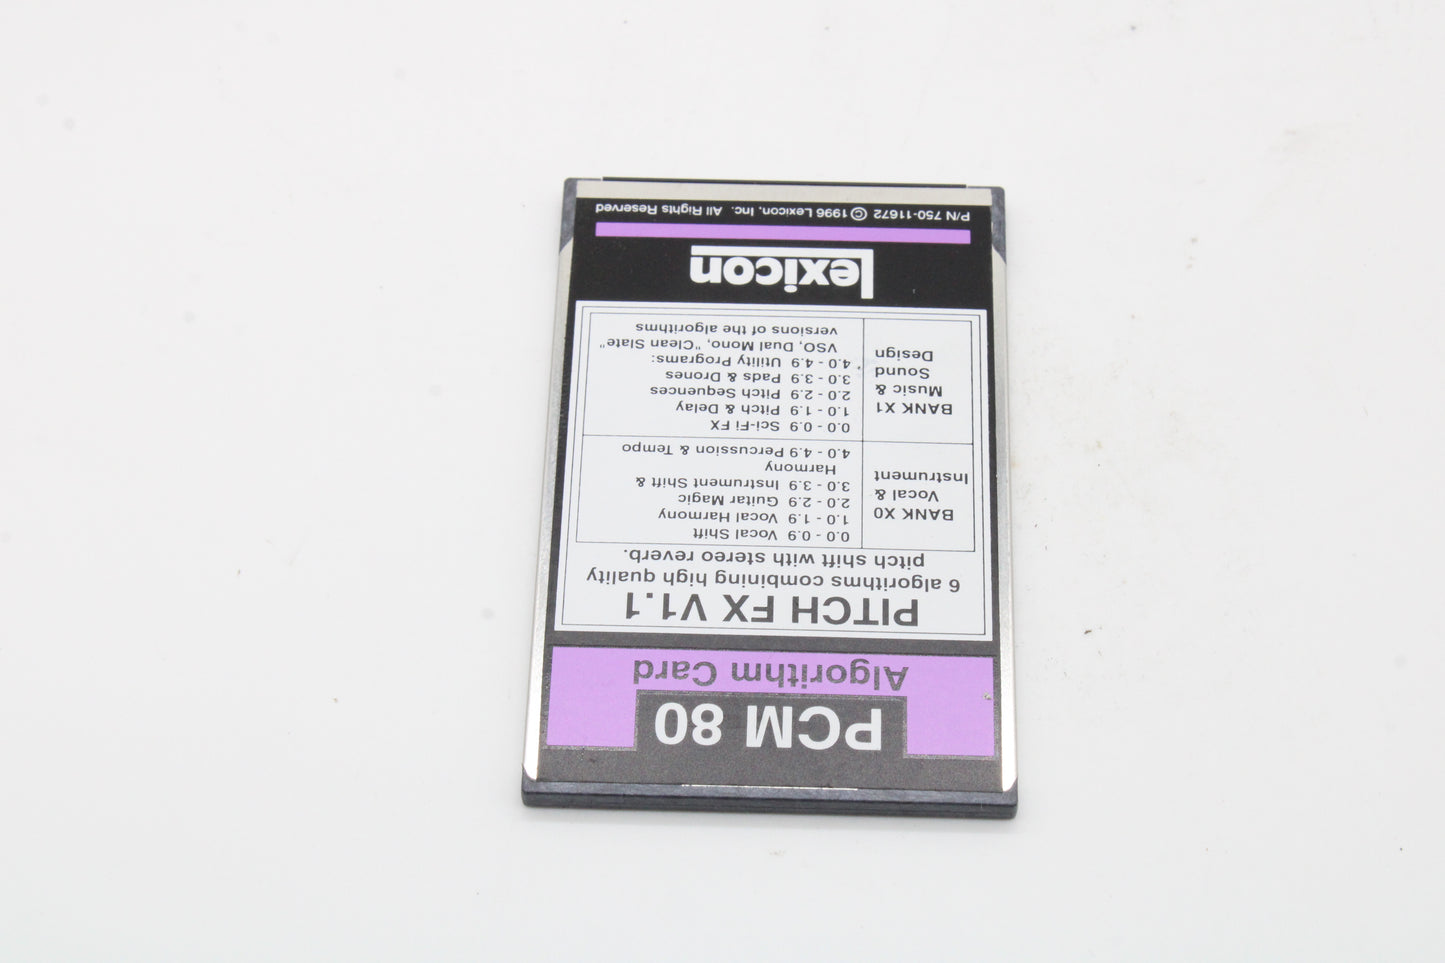 PCM 80
Algorithm Card
PITCH FX V1.1
6 algorithms combining high quality
pitch shift with stereo reverb.
BANK X0
Vocal &
Instrument
0.0 - 0.9 Vocal Shift
1.0 - 1.9 Vocal Harmony
2.0 - 2.9 Guitar Magic
3.0 - 3.9 Instrument Shift &
Harmony
4.0 - 4.9 Percussion & Tempo
BANK X1
Music &
Sound
Design
0.0 - 0.9 Sci-Fi FX
1.0 - 1.9 Pitch & Delay
2.0 - 2.9 Pitch Sequences
3.0 - 3.9 Pads & Drones
4.0 - 4.9 Utility Programs:
VSO, Dual Mono, "Clean Slate"
versions of the algorithms
lexicon
P/N 750-11672 © 1996 Lexicon, Inc. All Rights Reserved